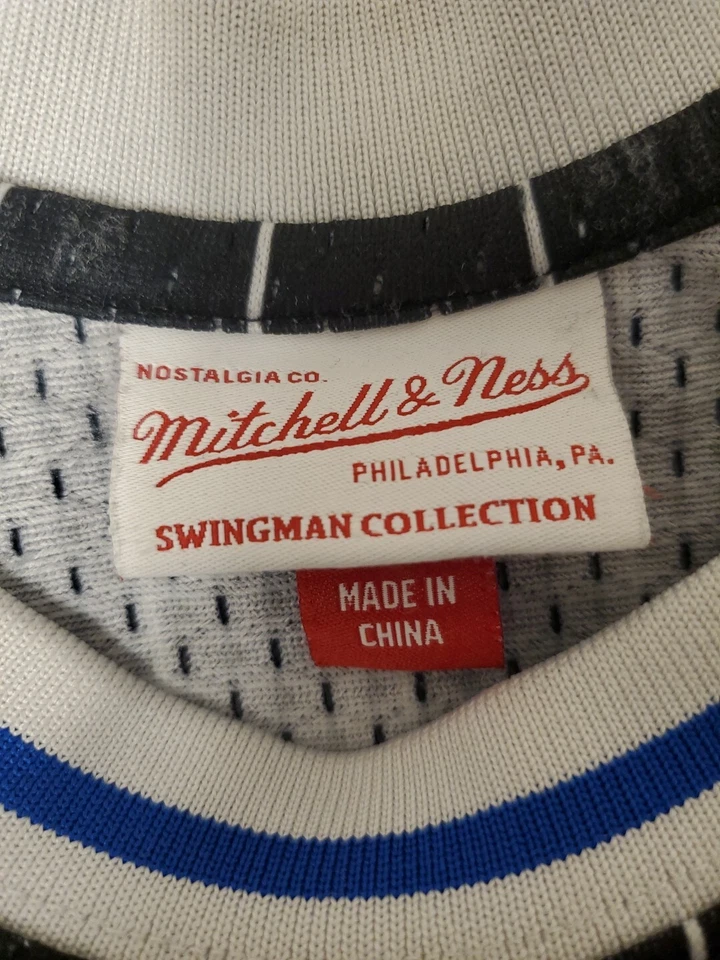 NOSTALGIA CO.
Mitchell & Ness
PHILADELPHIA, PA.
SWINGMAN COLLECTION
MADE IN
CHINA